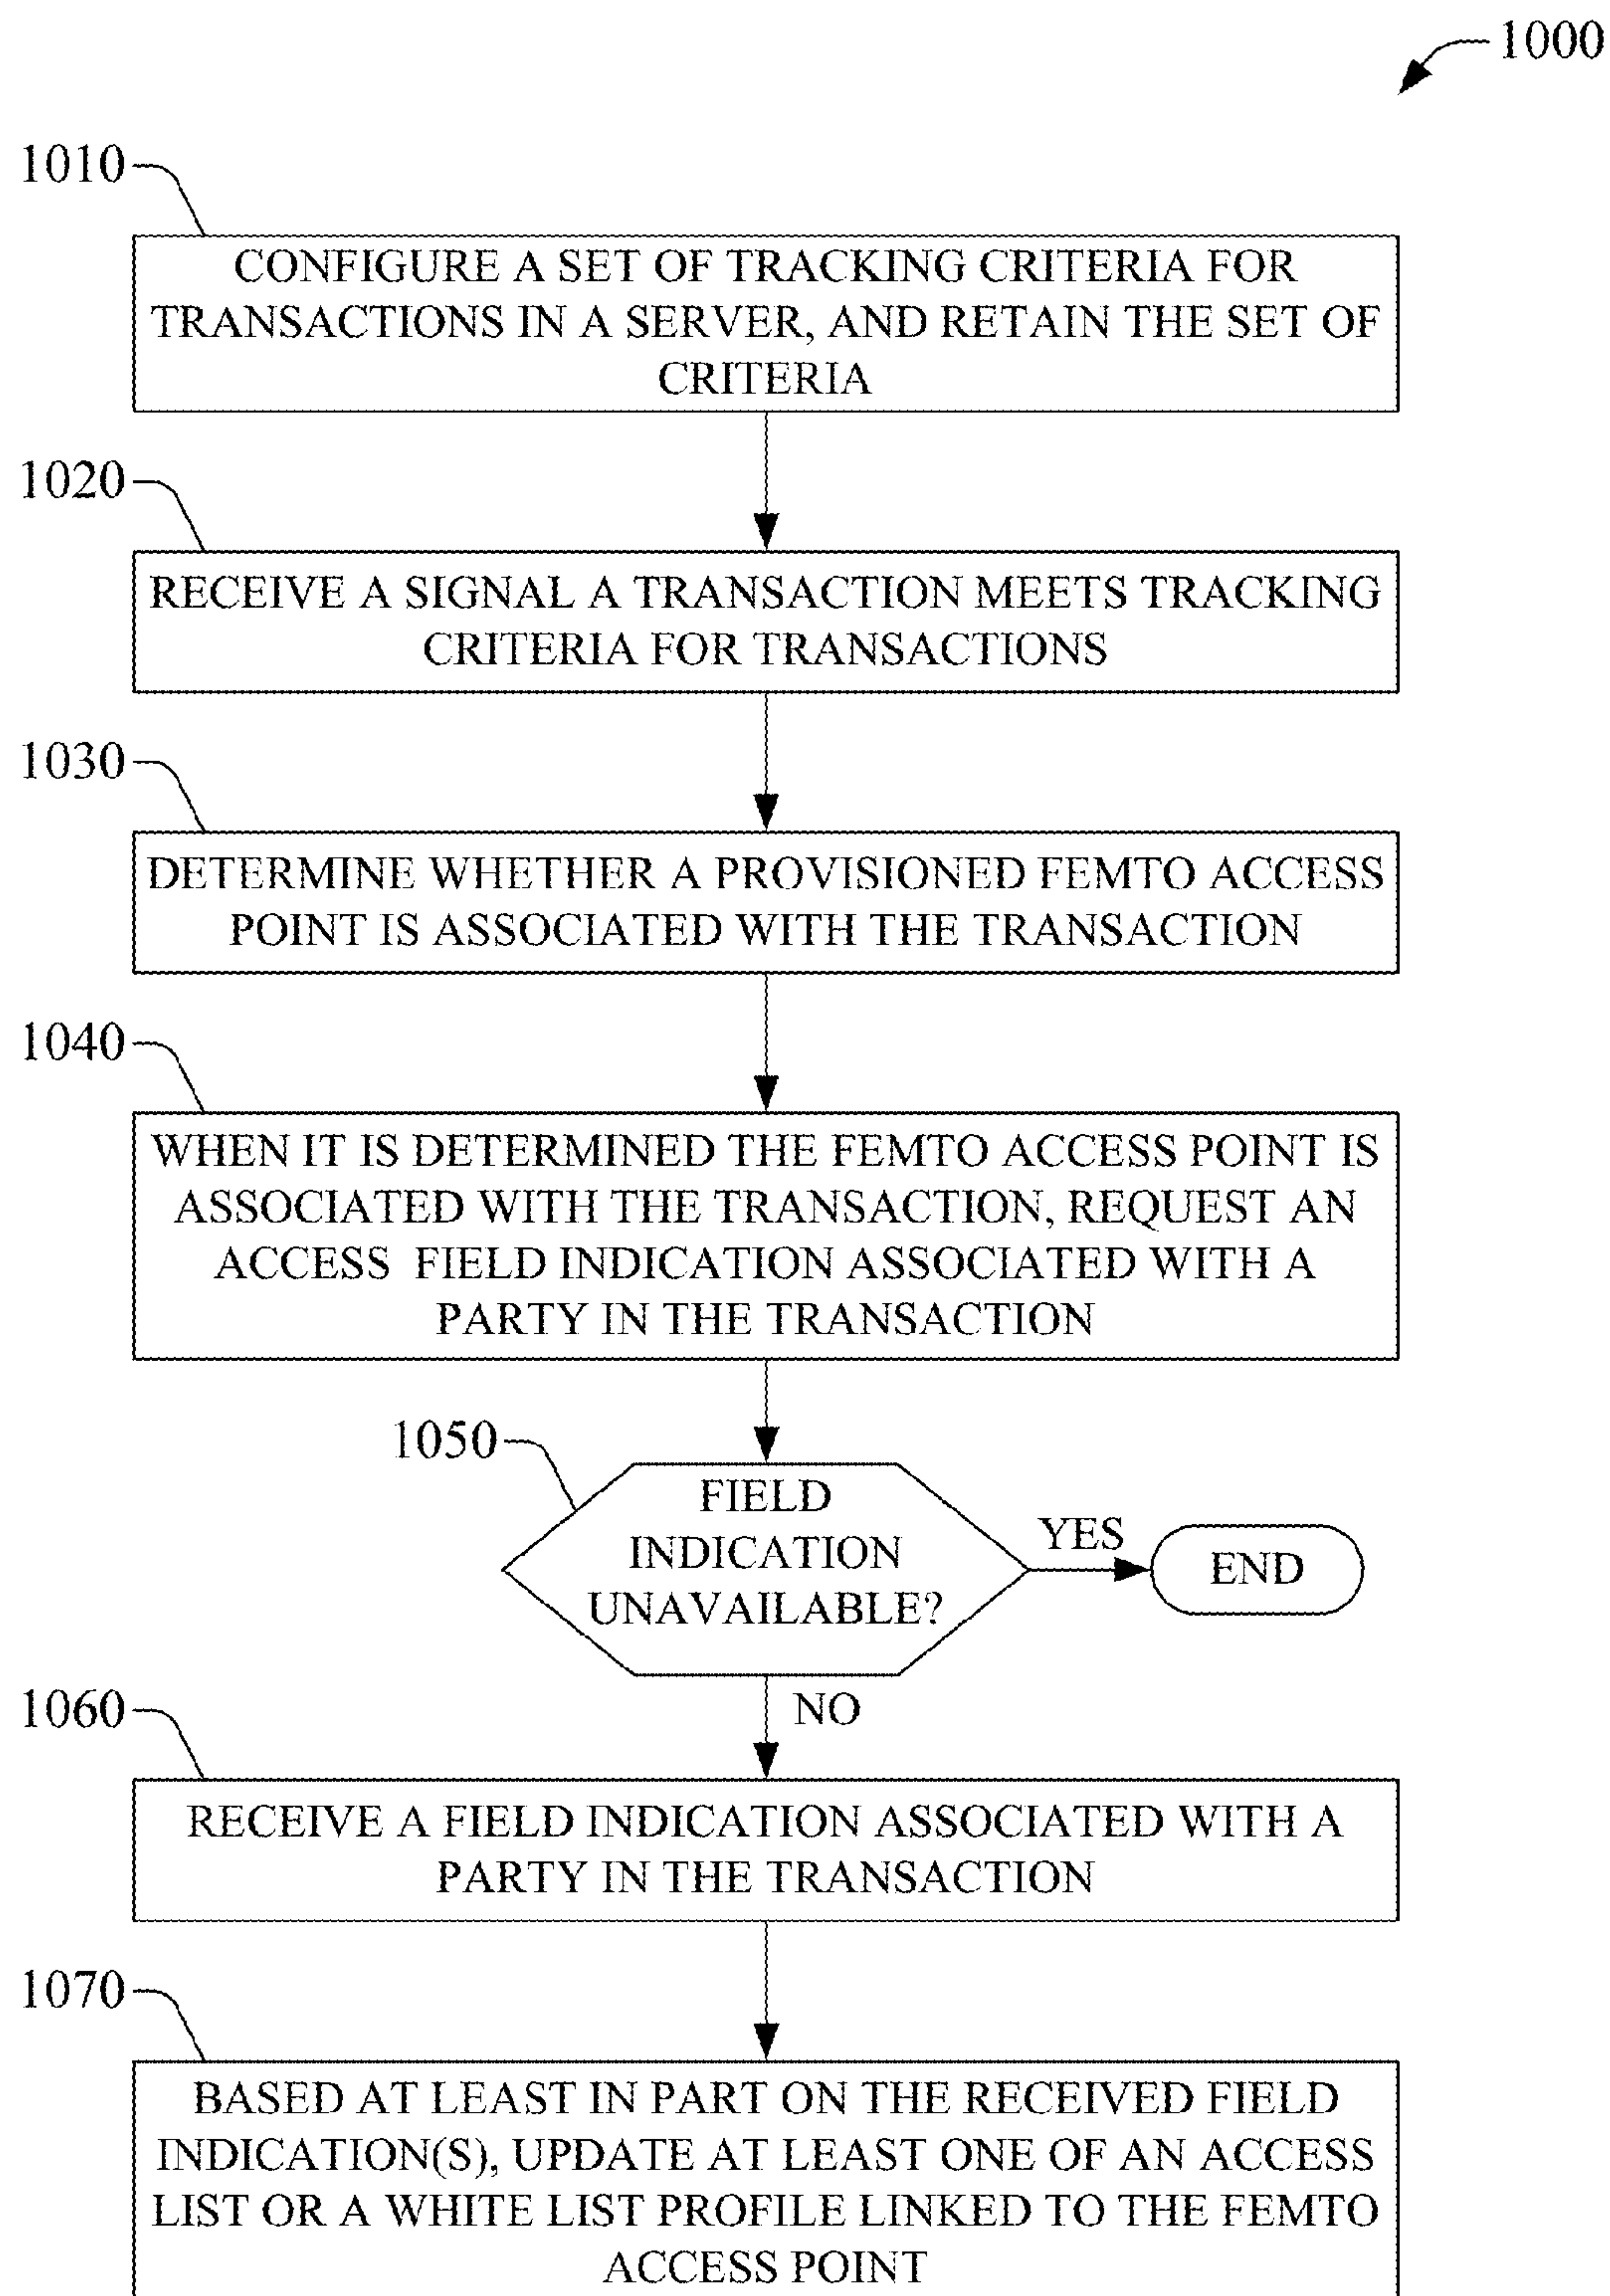 1000
1010
CONFIGURE A SET OF TRACKING CRITERIA FOR
TRANSACTIONS IN A SERVER, AND RETAIN THE SET OF
CRITERIA
1020
RECEIVE A SIGNAL A TRANSACTION MEETS TRACKING
CRITERIA FOR TRANSACTIONS
1030
DETERMINE WHETHER A PROVISIONED FEMTO ACCESS
POINT IS ASSOCIATED WITH THE TRANSACTION
1040
WHEN IT IS DETERMINED THE FEMTO ACCESS POINT IS
ASSOCIATED WITH THE TRANSACTION, REQUEST AN
ACCESS FIELD INDICATION ASSOCIATED WITH A
PARTY IN THE TRANSACTION
1050
FIELD
INDICATION
UNAVAILABLE?
YES
END
NO
1060
RECEIVE A FIELD INDICATION ASSOCIATED WITH A
PARTY IN THE TRANSACTION
1070
BASED AT LEAST IN PART ON THE RECEIVED FIELD
INDICATION(S), UPDATE AT LEAST ONE OF AN ACCESS
LIST OR A WHITE LIST PROFILE LINKED TO THE FEMTO
ACCESS POINT